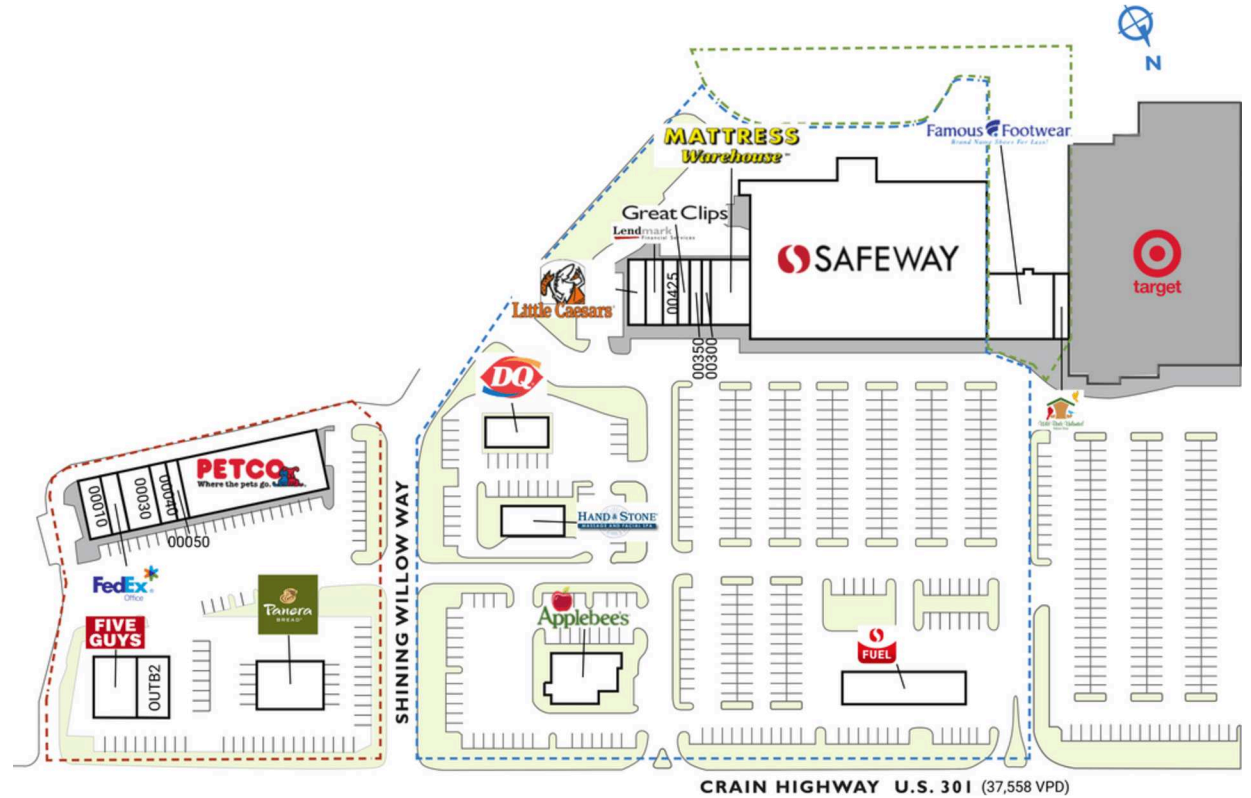 N
MATTRESS
Warehouse
Famous Footwear
Brand Name Shoes For Less!
Great Clips
Lendmark
Financial Services
SAFEWAY
target
Little Caesars
00425
00350
00300
DQ
PETCO
Where the pets go.
00010
00030
00040
00050
HAND & STONE
MASSAGE AND FACIAL SPA
FedEx
Office
Panera
BREAD
Applebee's
FIVE
GUYS
OUTB2
FUEL
SHINING WILLOW WAY
CRAIN HIGHWAY U.S. 301 (37,558 VPD)